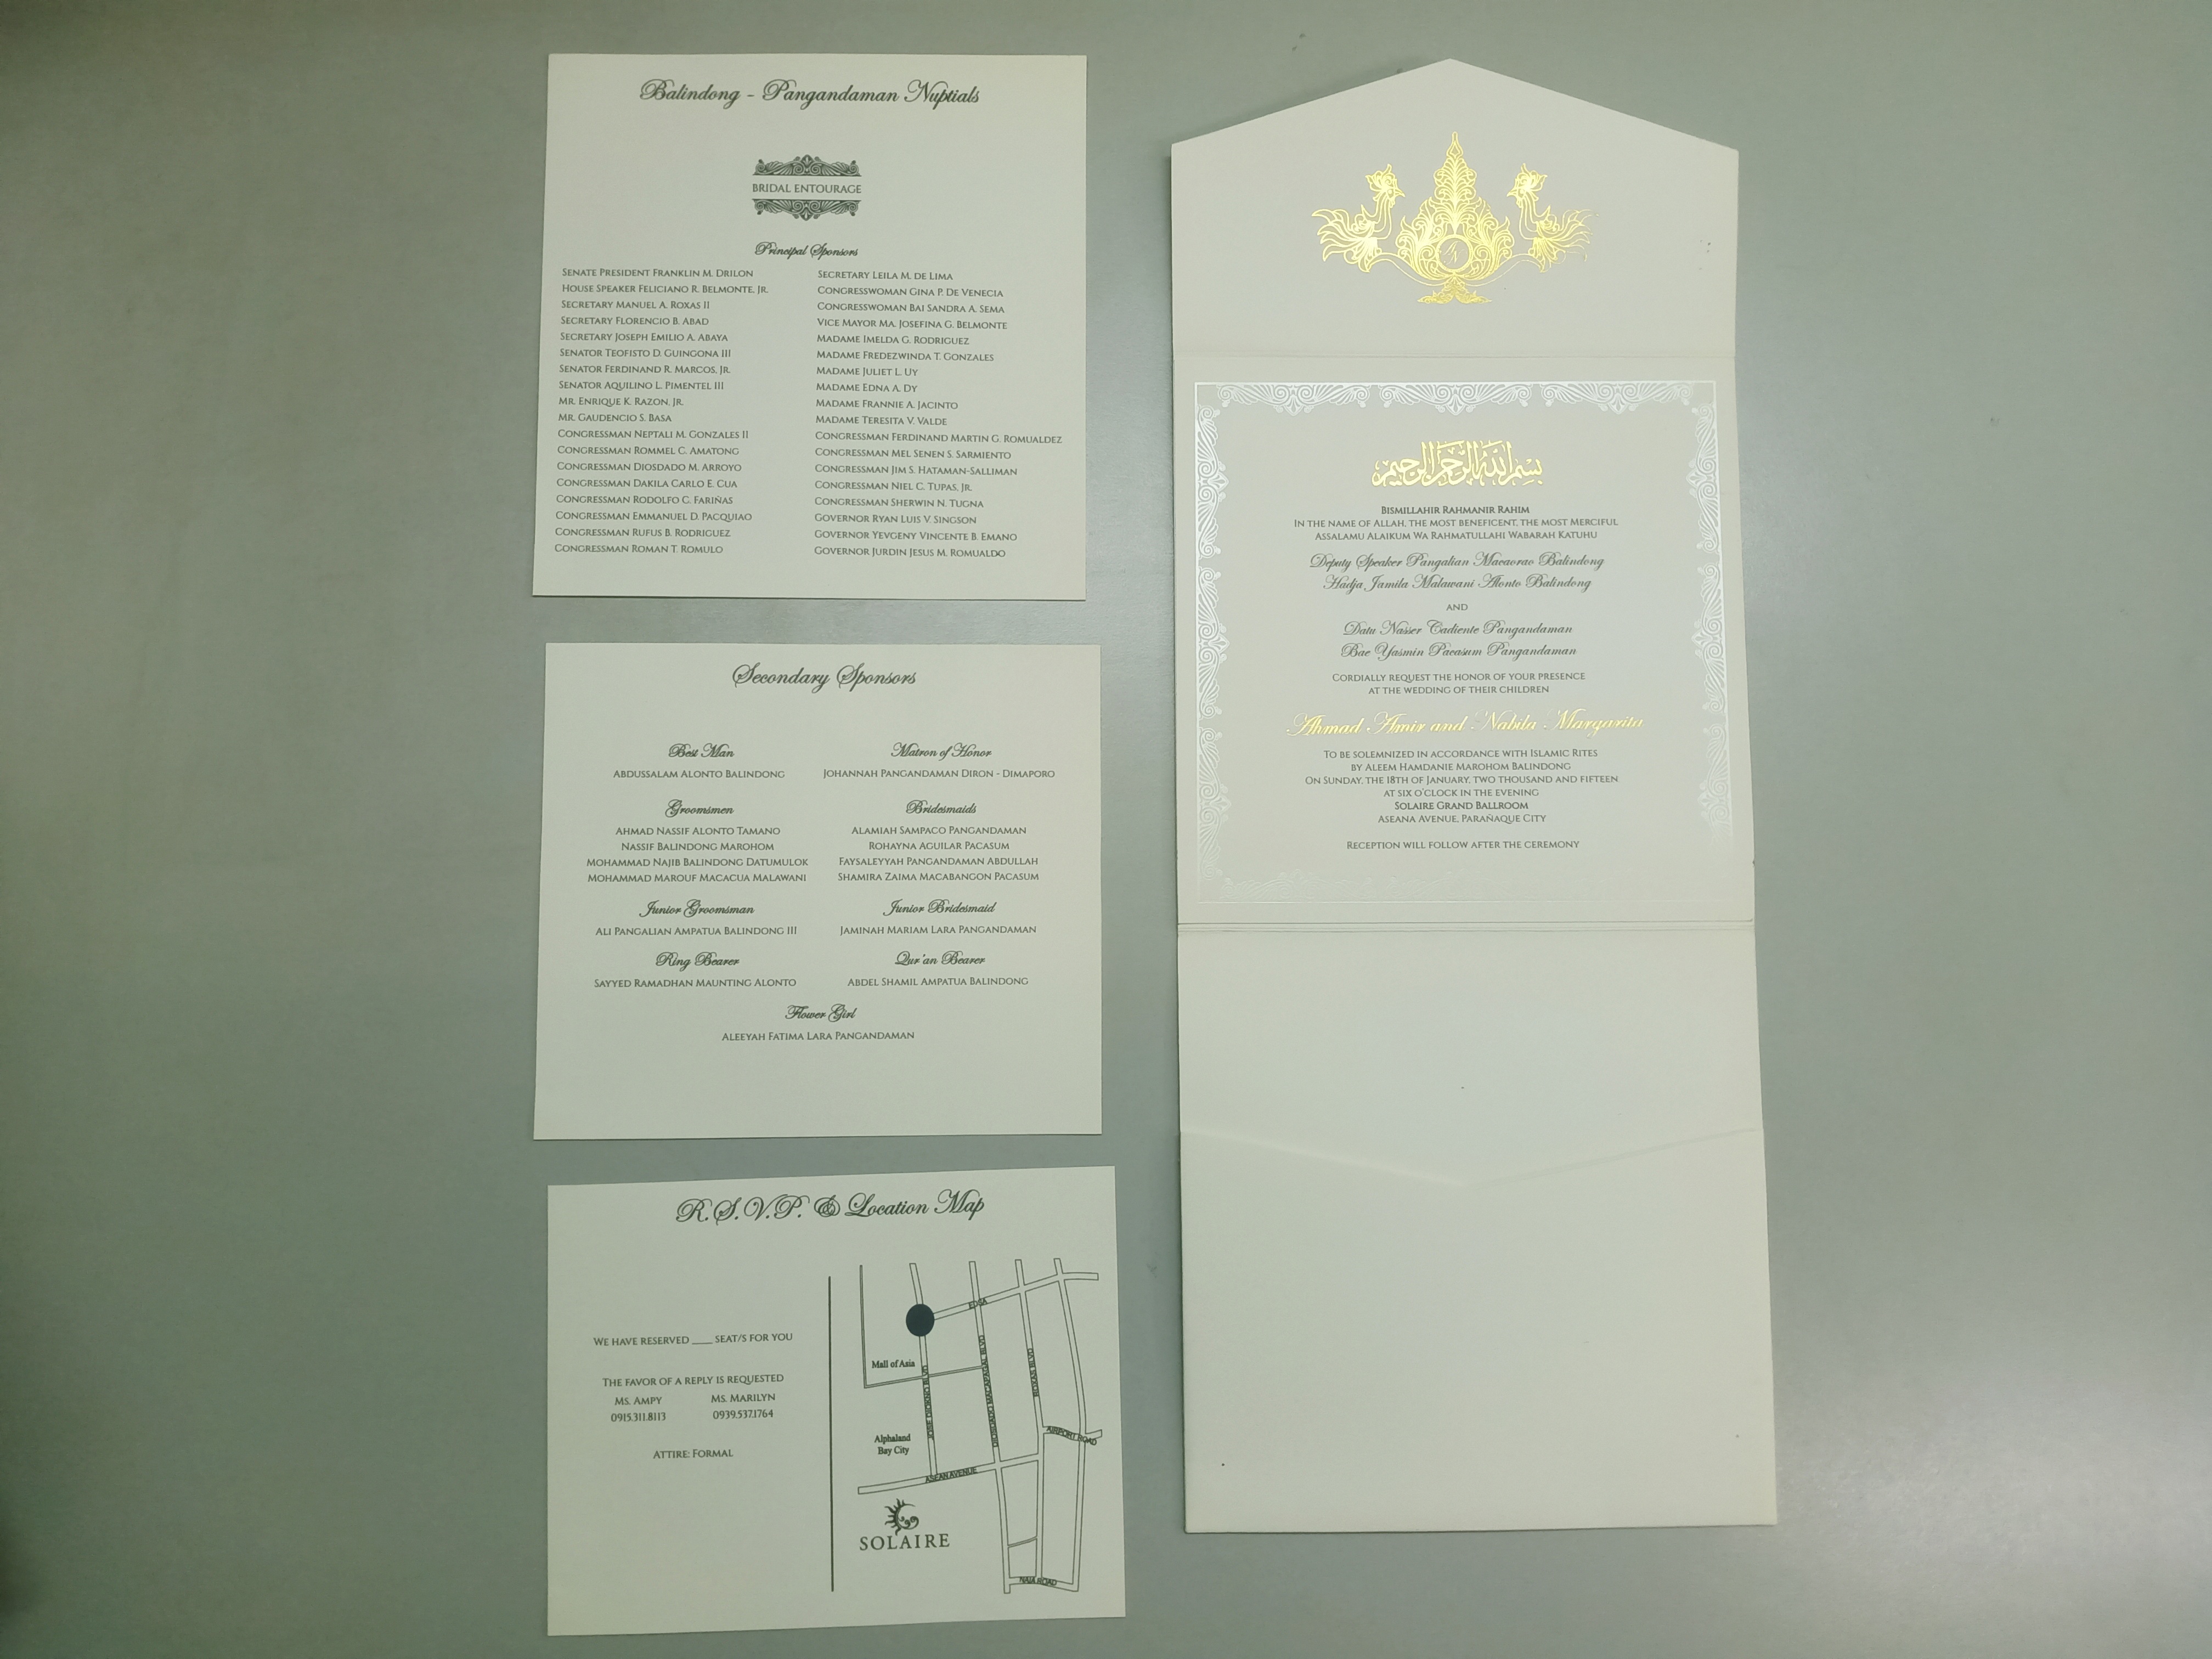 Balindong - Pangandaman Nuptials
BRIDAL ENTOURAGE
Principal Sponsors
SENATE PRESIDENT FRANKLIN M. DRILON
HOUSE SPEAKER FELICIANO R. BELMONTE, JR.
SECRETARY MANUEL A. ROXAS II
SECRETARY FLORENCIO B. ABAD
SECRETARY JOSEPH EMILIO A. ABAYA
SENATOR TEOFISTO D. GUINGONA III
SENATOR FERDINAND R. MARCOS, JR.
SENATOR AQUILINO L. PIMENTEL III
MR. ENRIQUE K. RAZON, JR.
MR. GAUDENCIO S. BASA
CONGRESSMAN NEPTALI M. GONZALES II
CONGRESSMAN ROMMEL C. AMATONG
CONGRESSMAN DIOSDADO M. ARROYO
CONGRESSMAN DAKILA CARLO E. CUA
CONGRESSMAN RODOLFO C. FARIÑAS
CONGRESSMAN EMMANUEL D. PACQUIAO
CONGRESSMAN RUFUS B. RODRIGUEZ
CONGRESSMAN ROMAN T. ROMULO
SECRETARY LEILA M. DE LIMA
CONGRESSWOMAN GINA P. DE VENECIA
CONGRESSWOMAN BAI SANDRA A. SEMA
VICE MAYOR MA. JOSEFINA G. BELMONTE
MADAME IMELDA G. RODRIGUEZ
MADAME FREDEZWINDA T. GONZALES
MADAME JULIET L. UY
MADAME EDNA A. DY
MADAME FRANNIE A. JACINTO
MADAME TERESITA V. VALDE
CONGRESSMAN FERDINAND MARTIN G. ROMUALDEZ
CONGRESSMAN MEL SENEN S. SARMIENTO
CONGRESSMAN JIM S. HATAMAN-SALLIMAN
CONGRESSMAN NIEL C. TUPAS, JR.
CONGRESSMAN SHERWIN N. TUGNA
GOVERNOR RYAN LUIS V. SINGSON
GOVERNOR YEVGENY VINCENTE B. EMANO
GOVERNOR JURDIN JESUS M. ROMUALDO
Secondary Sponsors
Best Man
ABDUSSALAM ALONTO BALINDONG
Matron of Honor
JOHANNAH PANGANDAMAN DIRON - DIMAPORO
Groomsmen
AHMAD NASSIF ALONTO TAMANO
NASSIF BALINDONG MAROHOM
MOHAMMAD NAJIB BALINDONG DATUMULOK
MOHAMMAD MAROUF MACACUA MALAWANI
Bridesmaids
ALAMIAH SAMPACO PANGANDAMAN
ROHAYNA AGUILAR PACASUM
FAYSALEYYAH PANGANDAMAN ABDULLAH
SHAMIRA ZAIMA MACABANGON PACASUM
Junior Groomsman
ALI PANGALIAN AMPATUA BALINDONG III
Junior Bridesmaid
JAMINAH MARIAM LARA PANGANDAMAN
Ring Bearer
SAYYED RAMADHAN MAUNTING ALONTO
Qur'an Bearer
ABDEL SHAMIL AMPATUA BALINDONG
Flower Girl
ALEEYAH FATIMA LARA PANGANDAMAN
R.S.V.P. & Location Map
WE HAVE RESERVED ____ SEAT/S FOR YOU
THE FAVOR OF A REPLY IS REQUESTED
MS. AMPY
0915.311.8113
MS. MARILYN
0939.537.1764
ATTIRE: FORMAL
EDSA
Mall of Asia
JOSE DIOKNO BLVD
DIOSDADO MACAPAGAL BLVD
ROXAS BLVD
AIRPORT ROAD
Alphaland
Bay City
ASEAN AVENUE
SOLAIRE
NAIA ROAD
بسم الله الرحمن الرحيم
BISMILLAHIR RAHMANIR RAHIM
IN THE NAME OF ALLAH, THE MOST BENEFICENT, THE MOST MERCIFUL
ASSALAMU ALAIKUM WA RAHMATULLAHI WABARAH KATUHU
Deputy Speaker Pangalian Macaorao Balindong
Hadja Jamila Malawani Alonto Balindong
AND
Datu Nasser Cadiente Pangandaman
Bae Yasmin Pacasum Pangandaman
CORDIALLY REQUEST THE HONOR OF YOUR PRESENCE
AT THE WEDDING OF THEIR CHILDREN
Ahmad Amir and Nabila Margarita
TO BE SOLEMNIZED IN ACCORDANCE WITH ISLAMIC RITES
BY ALEEM HAMDANIE MAROHOM BALINDONG
ON SUNDAY, THE 18TH OF JANUARY, TWO THOUSAND AND FIFTEEN
AT SIX O'CLOCK IN THE EVENING
SOLAIRE GRAND BALLROOM
ASEANA AVENUE, PARAÑAQUE CITY
RECEPTION WILL FOLLOW AFTER THE CEREMONY